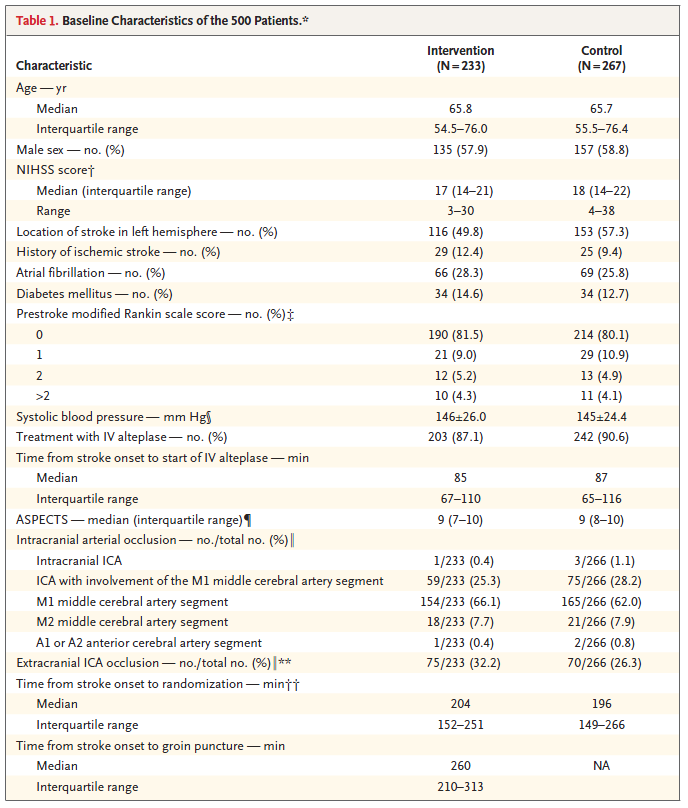 Table 1. Baseline Characteristics of the 500 Patients.*
Characteristic Intervention (N=233) Control (N=267)
Age — yr
Median 65.8 65.7
Interquartile range 54.5–76.0 55.5–76.4
Male sex — no. (%) 135 (57.9) 157 (58.8)
NIHSS score†
Median (interquartile range) 17 (14–21) 18 (14–22)
Range 3–30 4–38
Location of stroke in left hemisphere — no. (%) 116 (49.8) 153 (57.3)
History of ischemic stroke — no. (%) 29 (12.4) 25 (9.4)
Atrial fibrillation — no. (%) 66 (28.3) 69 (25.8)
Diabetes mellitus — no. (%) 34 (14.6) 34 (12.7)
Prestroke modified Rankin scale score — no. (%)‡
0 190 (81.5) 214 (80.1)
1 21 (9.0) 29 (10.9)
2 12 (5.2) 13 (4.9)
>2 10 (4.3) 11 (4.1)
Systolic blood pressure — mm Hg§ 146±26.0 145±24.4
Treatment with IV alteplase — no. (%) 203 (87.1) 242 (90.6)
Time from stroke onset to start of IV alteplase — min
Median 85 87
Interquartile range 67–110 65–116
ASPECTS — median (interquartile range)¶ 9 (7–10) 9 (8–10)
Intracranial arterial occlusion — no./total no. (%)‖
Intracranial ICA 1/233 (0.4) 3/266 (1.1)
ICA with involvement of the M1 middle cerebral artery segment 59/233 (25.3) 75/266 (28.2)
M1 middle cerebral artery segment 154/233 (66.1) 165/266 (62.0)
M2 middle cerebral artery segment 18/233 (7.7) 21/266 (7.9)
A1 or A2 anterior cerebral artery segment 1/233 (0.4) 2/266 (0.8)
Extracranial ICA occlusion — no./total no. (%)‖** 75/233 (32.2) 70/266 (26.3)
Time from stroke onset to randomization — min††
Median 204 196
Interquartile range 152–251 149–266
Time from stroke onset to groin puncture — min
Median 260 NA
Interquartile range 210–313